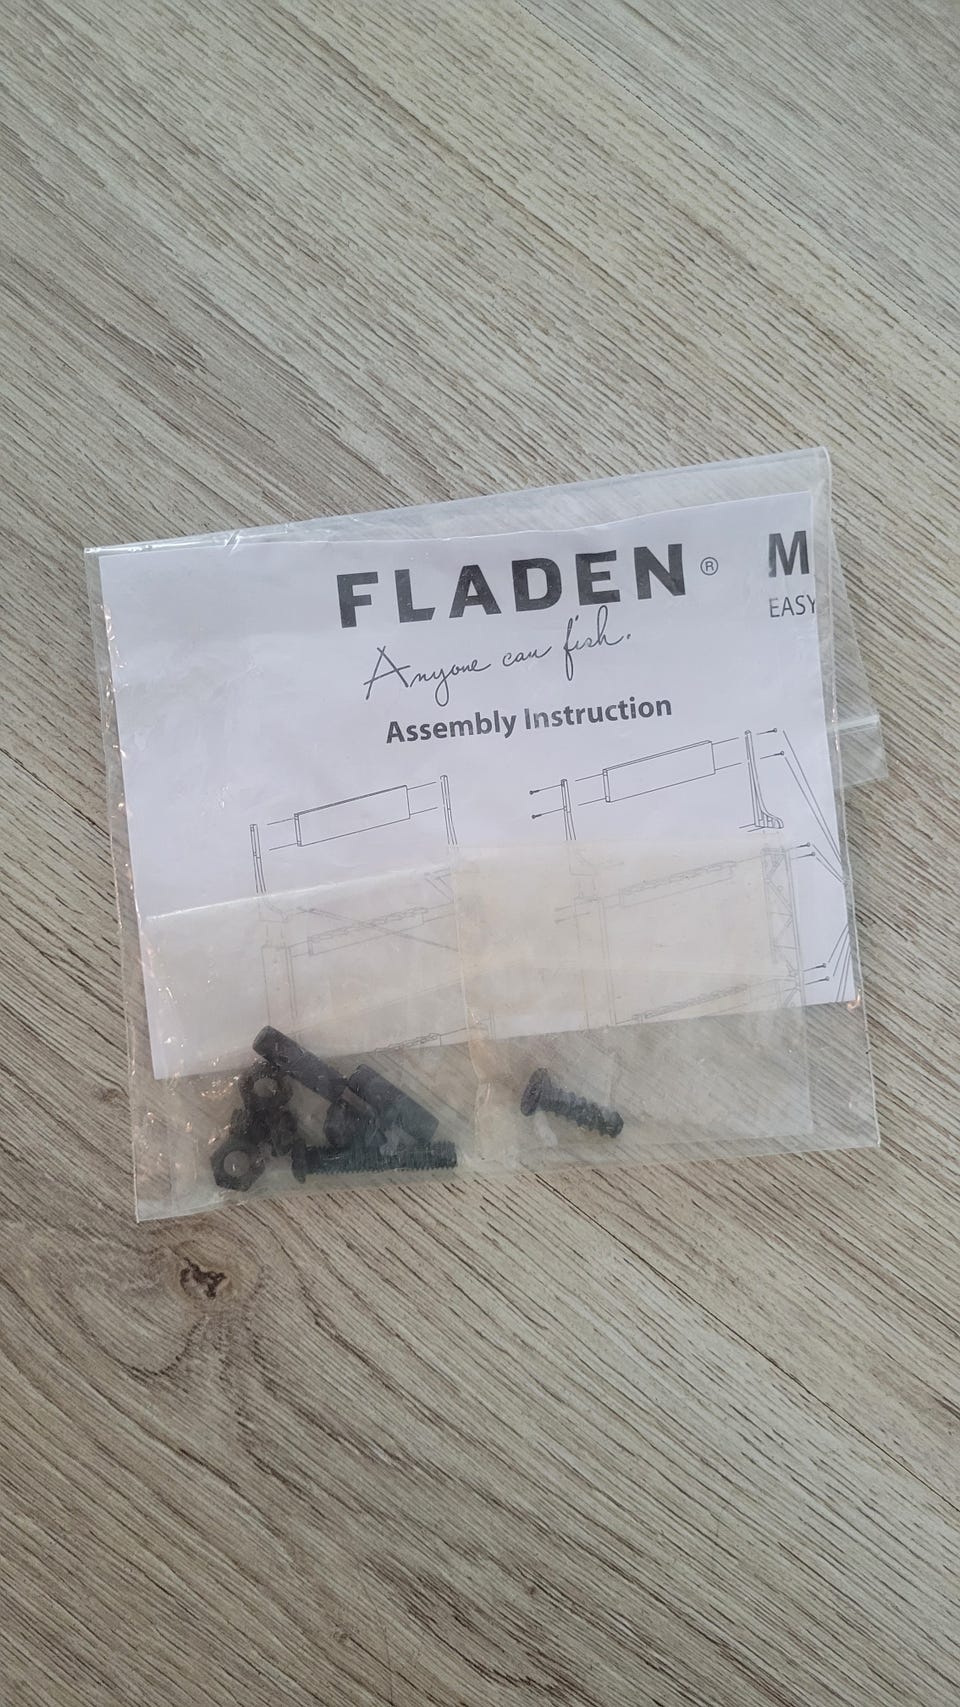 FLADEN ® M
EASY
Anyone can fish.
Assembly Instruction